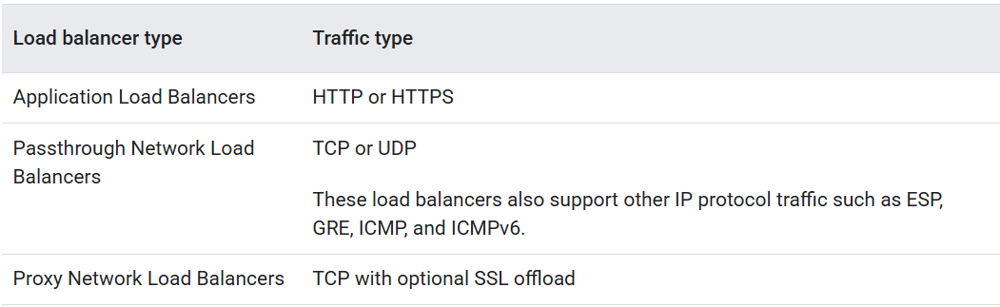 Load balancer type
Traffic type
Application Load Balancers
HTTP or HTTPS
Passthrough Network Load
Balancers
TCP or UDP
These load balancers also support other IP protocol traffic such as ESP,
GRE, ICMP, and ICMPv6.
Proxy Network Load Balancers
TCP with optional SSL offload